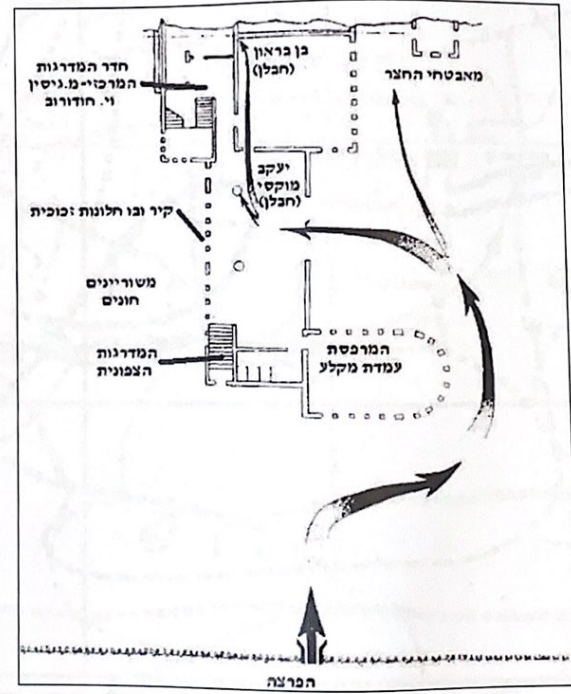 חדר המדרגות
המרכזי-מ.גיסין
וי. חודורוב
בן בראון
(חבלן)
מאבטחי החצר
יעקב
מוקסי
(חבלן)
קיר ובו חלונות זכוכית
משוריינים
חונים
המדרגות
הצפונית
המרפסת
עמדת מקלע
הפרצה